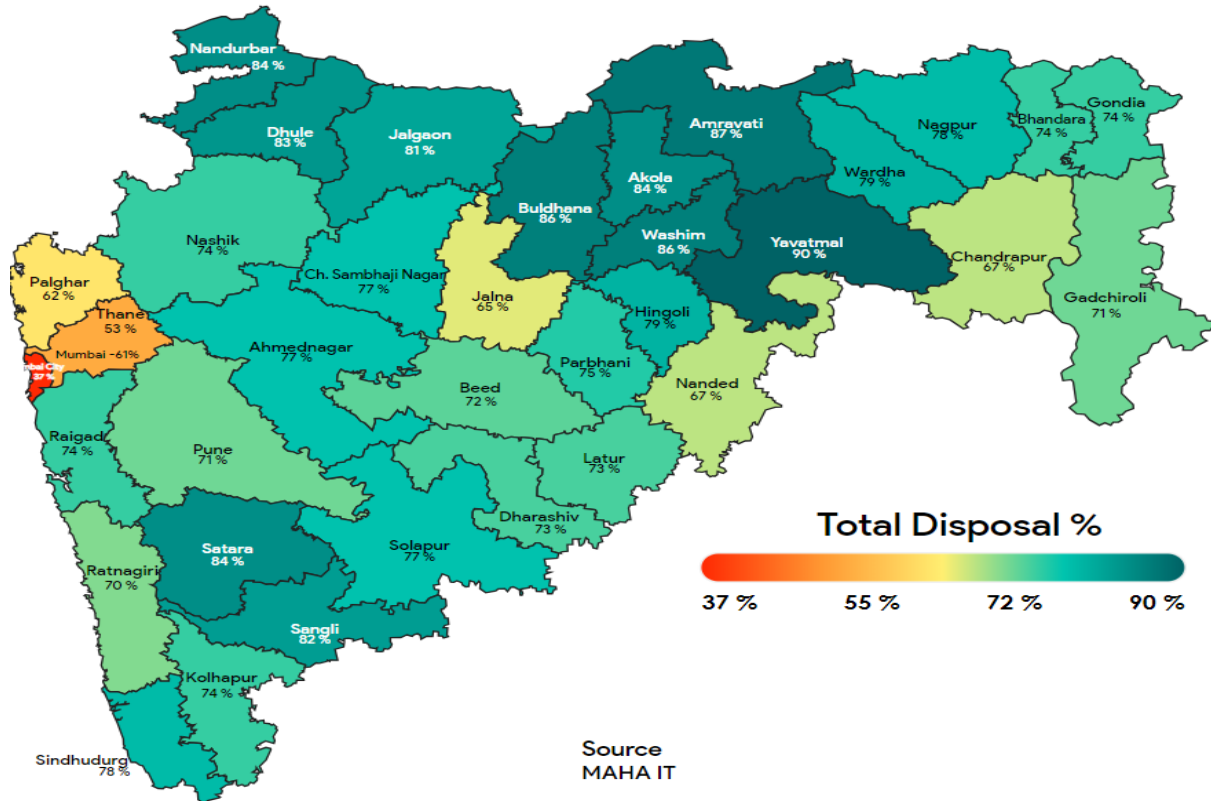 Nandurbar
84 %
Dhule
83 %
Jalgaon
81 %
Buldhana
86 %
Akola
84 %
Amravati
87 %
Washim
86 %
Yavatmal
90 %
Wardha
79 %
Nagpur
78 %
Bhandara
74 %
Gondia
74 %
Chandrapur
67 %
Gadchiroli
71 %
Nashik
74 %
Ch. Sambhaji Nagar
77 %
Jalna
65 %
Hingoli
79 %
Parbhani
75 %
Nanded
67 %
Palghar
62 %
Thane
53 %
Mumbai -61%
City
37 %
Ahmednagar
77 %
Beed
72 %
Raigad
74 %
Pune
71 %
Latur
73 %
Dharashiv
73 %
Solapur
77 %
Satara
84 %
Ratnagiri
70 %
Sangli
82 %
Kolhapur
74 %
Sindhudurg
78 %
Total Disposal %
37 % 55 % 72 % 90 %
Source
MAHA IT